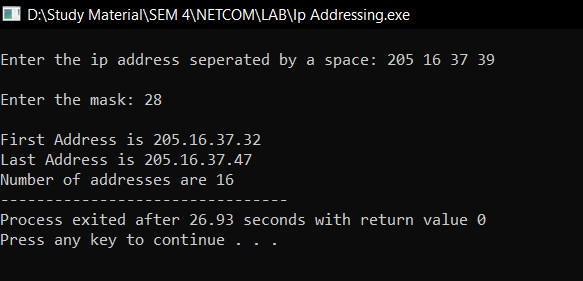 D:\Study Material\SEM 4\NETCOM\LAB\Ip Addressing.exe
Enter the ip address seperated by a space: 205 16 37 39
Enter the mask: 28
First Address is 205.16.37.32
Last Address is 205.16.37.47
Number of addresses are 16
--------------------------------
Process exited after 26.93 seconds with return value 0
Press any key to continue . . .